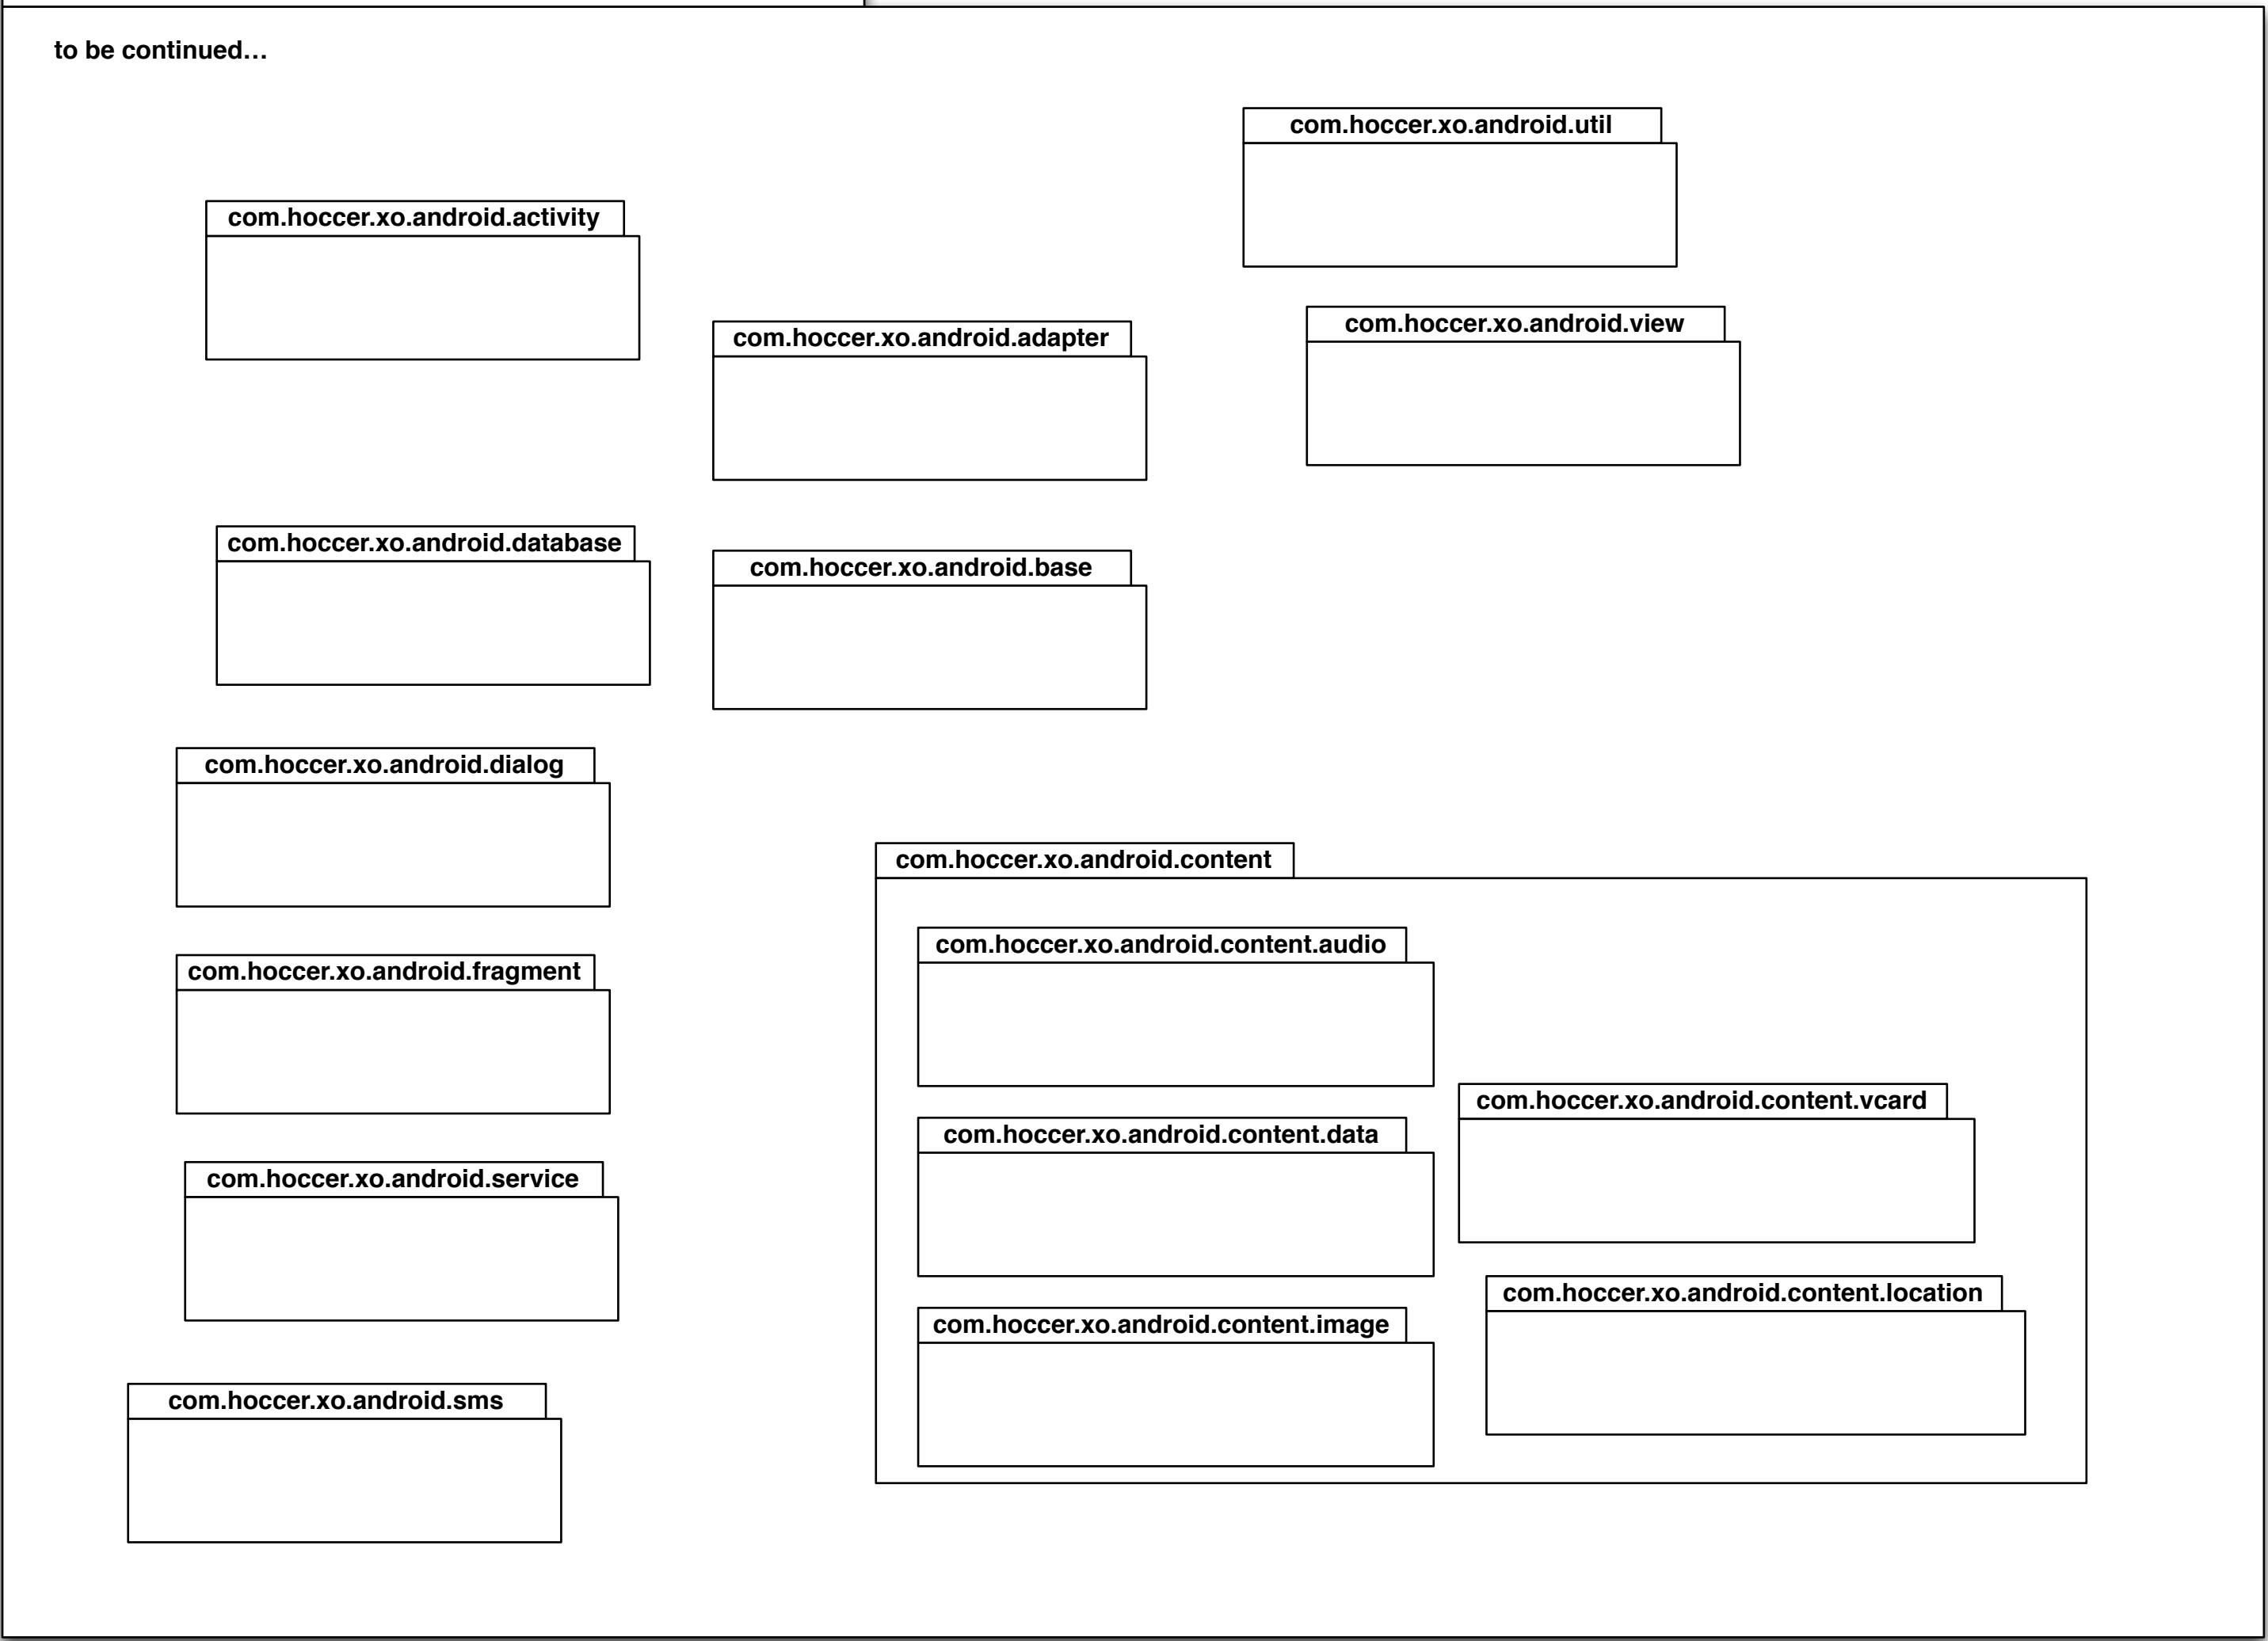 to be continued…
com.hoccer.xo.android.util
com.hoccer.xo.android.activity
com.hoccer.xo.android.view
com.hoccer.xo.android.adapter
com.hoccer.xo.android.database
com.hoccer.xo.android.base
com.hoccer.xo.android.dialog
com.hoccer.xo.android.content
com.hoccer.xo.android.content.audio
com.hoccer.xo.android.fragment
com.hoccer.xo.android.content.vcard
com.hoccer.xo.android.content.data
com.hoccer.xo.android.service
com.hoccer.xo.android.content.location
com.hoccer.xo.android.content.image
com.hoccer.xo.android.sms